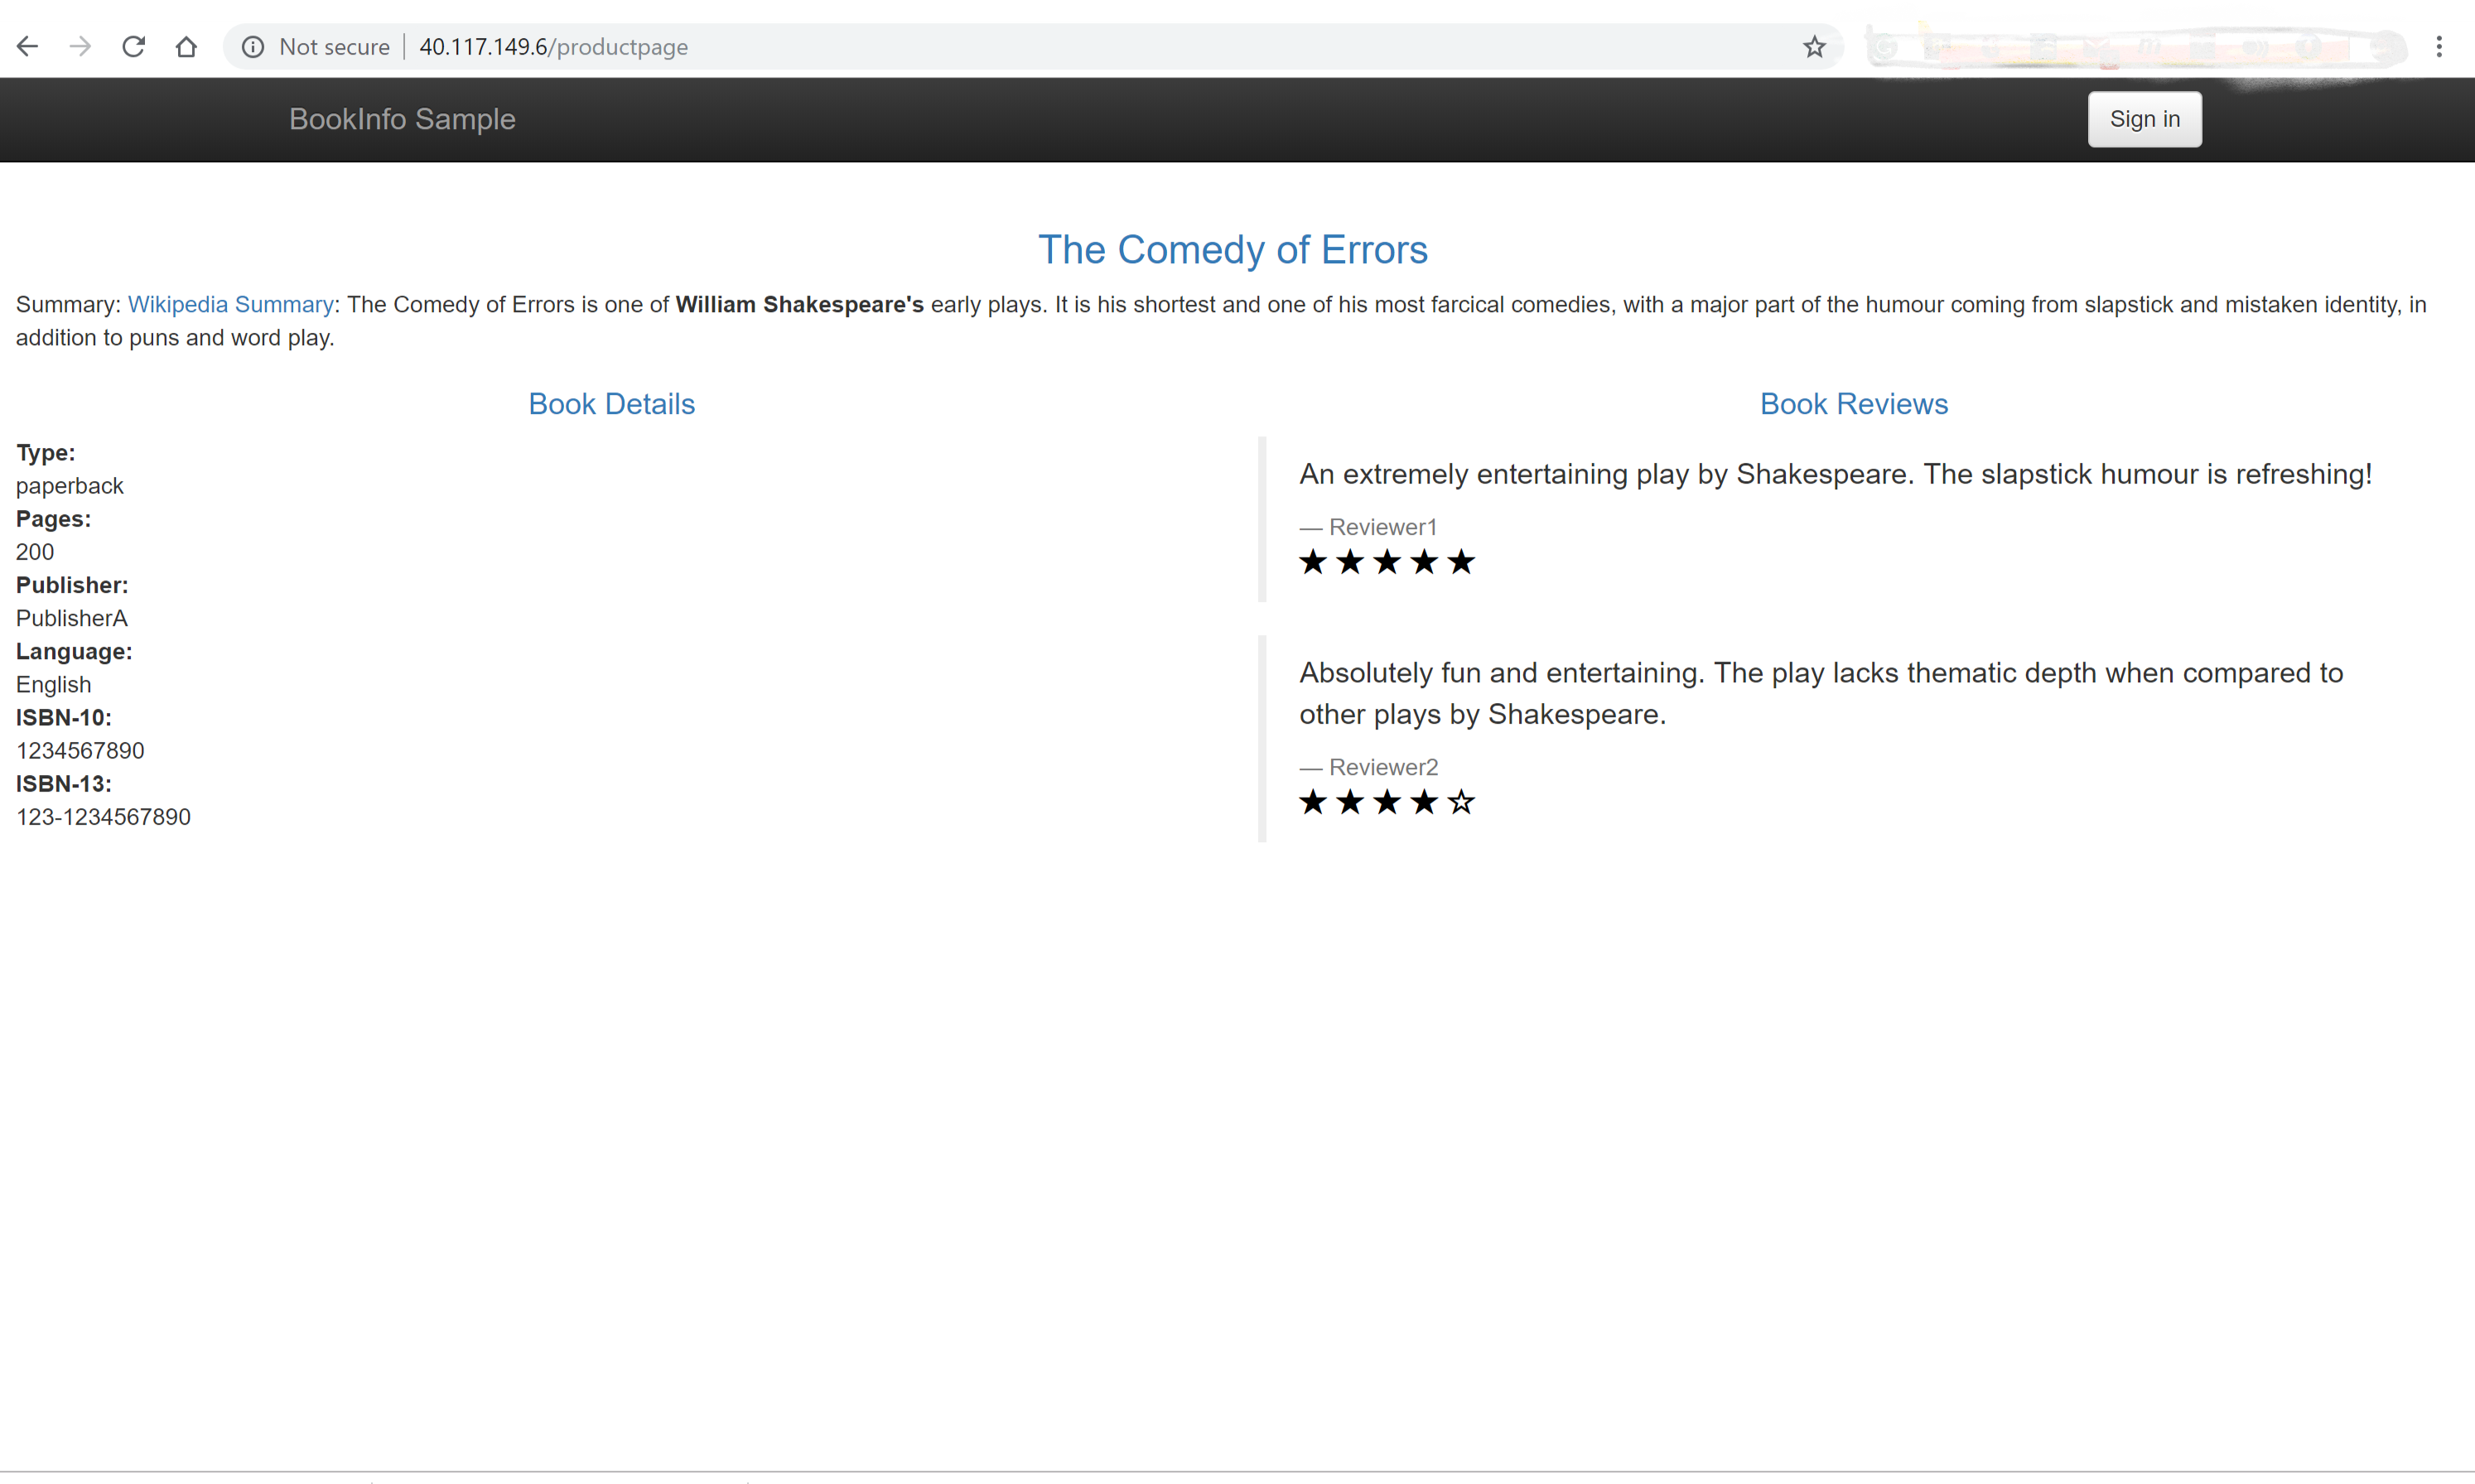 Not secure | 40.117.149.6/productpage
BookInfo Sample
Sign in
The Comedy of Errors
Summary: Wikipedia Summary: The Comedy of Errors is one of William Shakespeare's early plays. It is his shortest and one of his most farcical comedies, with a major part of the humour coming from slapstick and mistaken identity, in
addition to puns and word play.
Book Details
Type:
paperback
Pages:
200
Publisher:
PublisherA
Language:
English
ISBN-10:
1234567890
ISBN-13:
123-1234567890
Book Reviews
An extremely entertaining play by Shakespeare. The slapstick humour is refreshing!
— Reviewer1
★★★★★
Absolutely fun and entertaining. The play lacks thematic depth when compared to
other plays by Shakespeare.
— Reviewer2
★★★★☆